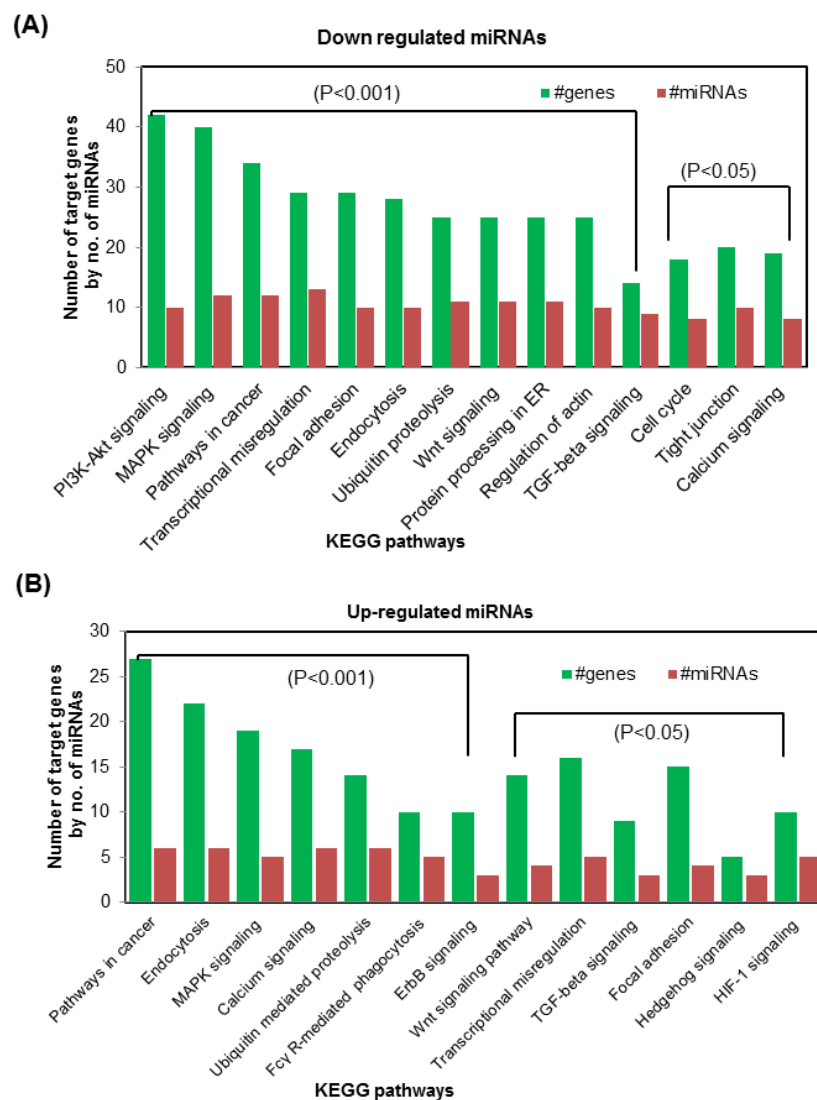 (A)
Down regulated miRNAs
Number of target genes
by no. of miRNAs
50
40
30
20
10
0
(P<0.001)
#genes
#miRNAs
(P<0.05)
PI3K-Akt signaling
MAPK signaling
Pathways in cancer
Transcriptional misregulation
Focal adhesion
Endocytosis
Ubiquitin proteolysis
Wnt signaling
Protein processing in ER
Regulation of actin
TGF-beta signaling
Cell cycle
Tight junction
Calcium signaling
KEGG pathways
(B)
Up-regulated miRNAs
Number of target genes
by no. of miRNAs
30
25
20
15
10
5
0
(P<0.001)
#genes
#miRNAs
(P<0.05)
Pathways in cancer
Endocytosis
MAPK signaling
Calcium signaling
Ubiquitin mediated proteolysis
Fcγ R-mediated phagocytosis
ErbB signaling
Wnt signaling pathway
Transcriptional misregulation
TGF-beta signaling
Focal adhesion
Hedgehog signaling
HIF-1 signaling
KEGG pathways